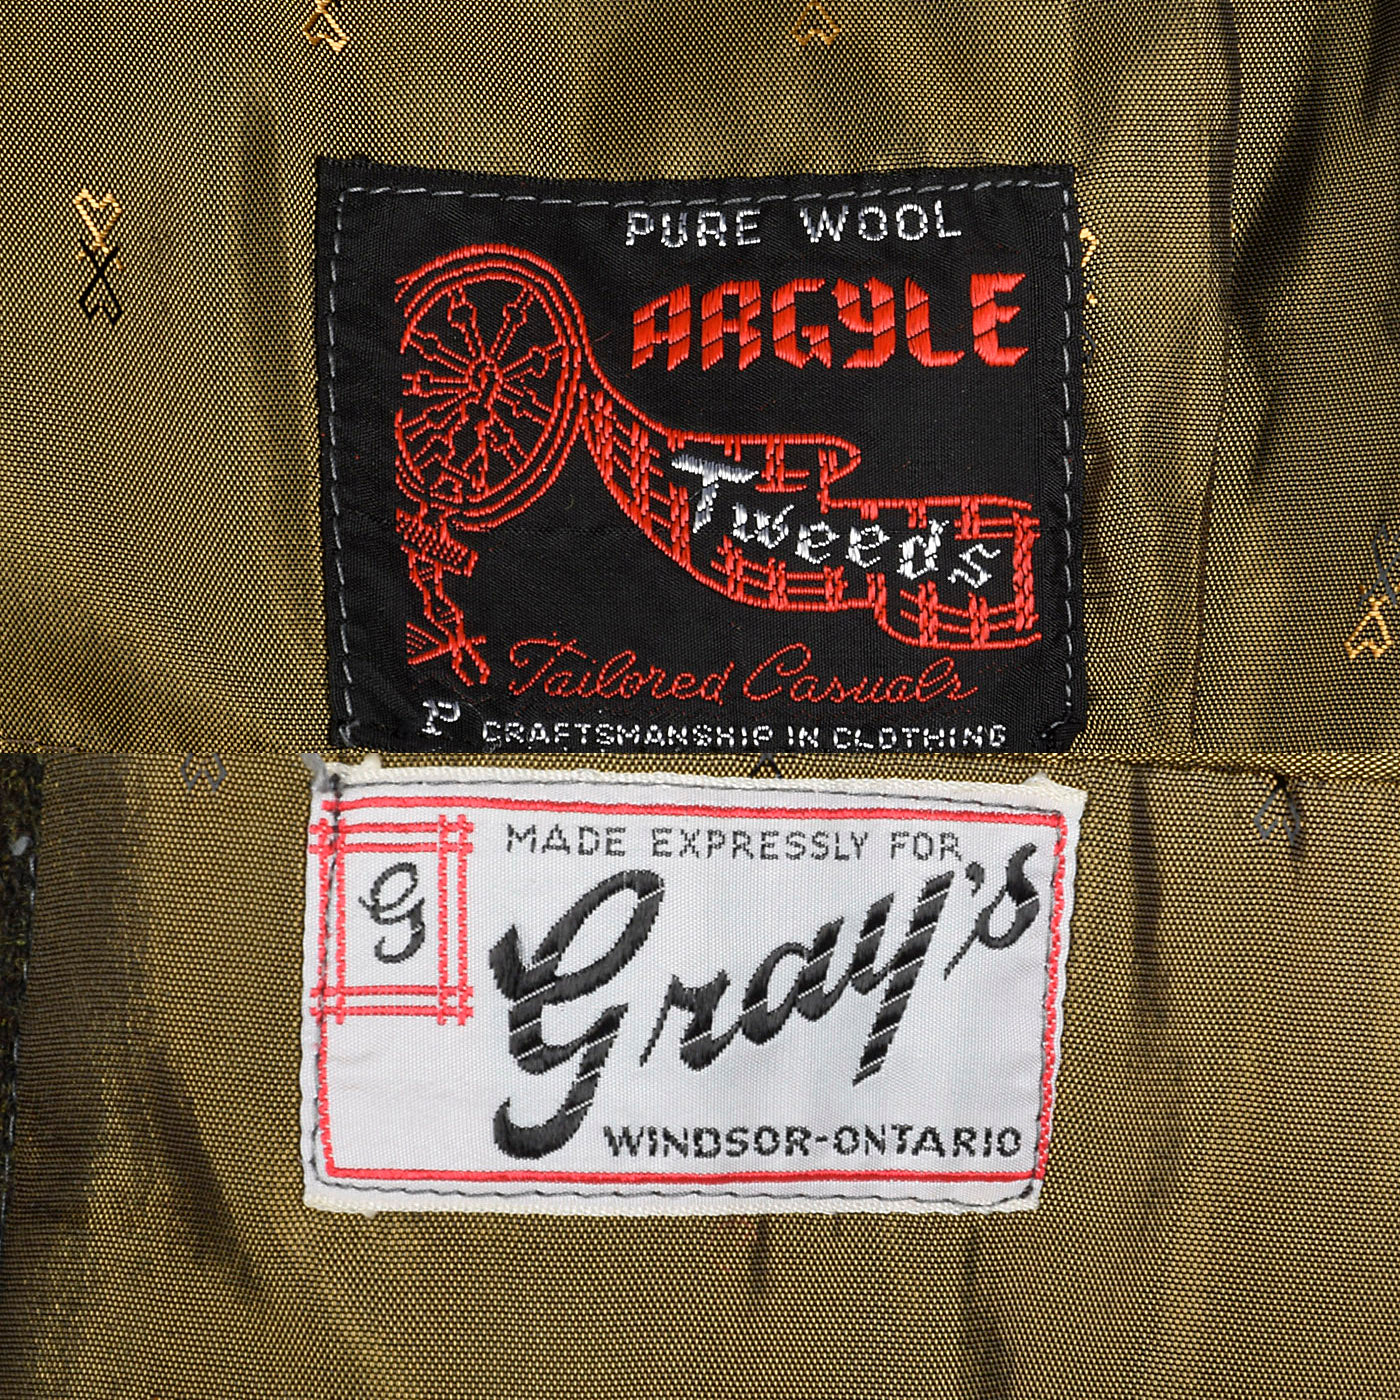 PURE WOOL
ARGYLE
Tweeds
Tailored Casuals
P CRAFTSMANSHIP IN CLOTHING
MADE EXPRESSLY FOR
G
Gray's
WINDSOR-ONTARIO